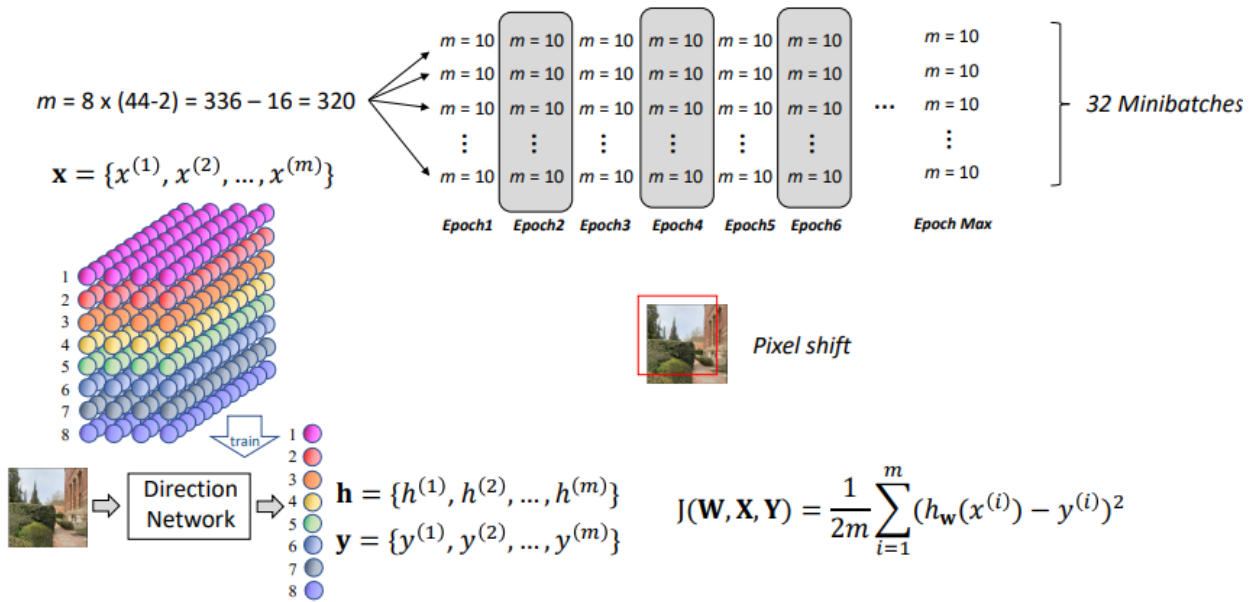 m = 10 m = 10 m = 10 m = 10 m = 10 m = 10 m = 10
m = 10 m = 10 m = 10 m = 10 m = 10 m = 10 m = 10
m = 8 x (44-2) = 336 – 16 = 320
m = 10 m = 10 m = 10 m = 10 m = 10 m = 10 ... m = 10
32 Minibatches
⋮ ⋮ ⋮ ⋮ ⋮ ⋮ ⋮
m = 10 m = 10 m = 10 m = 10 m = 10 m = 10 m = 10
Epoch1 Epoch2 Epoch3 Epoch4 Epoch5 Epoch6 Epoch Max
𝐱 = {x^(1), x^(2), …, x^(m)}
1
2
3
4
5
6
7
8
Pixel shift
train
Direction
Network
1
2
3
4
5
6
7
8
𝐡 = {h^(1), h^(2), …, h^(m)}
𝐲 = {y^(1), y^(2), …, y^(m)}
J(𝐖, 𝐗, 𝐘) = 1/2m ∑_{i=1}^{m} (h_𝐰(x^(i)) − y^(i))^2